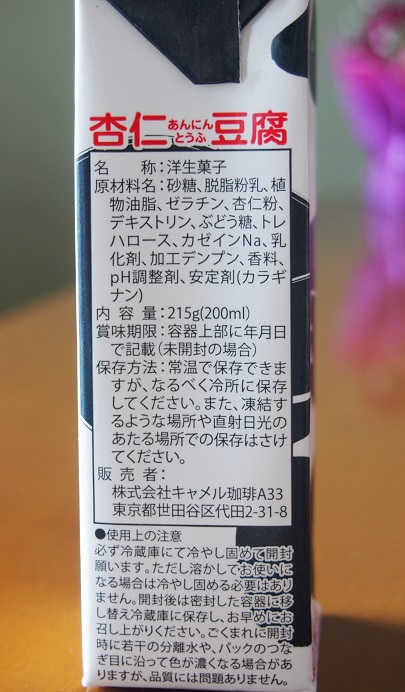 杏仁豆腐
あんにん
とうふ
名　　称:洋生菓子
原材料名:砂糖、脱脂粉乳、植
物油脂、ゼラチン、杏仁粉、
デキストリン、ぶどう糖、トレ
ハロース、カゼインNa、乳
化剤、加工デンプン、香料、
pH調整剤、安定剤(カラギ
ナン)
内 容 量:215g(200ml)
賞味期限:容器上部に年月日
で記載(未開封の場合)
保存方法:常温で保存できま
すが、なるべく冷所に保存
してください。また、凍結す
るような場所や直射日光の
あたる場所での保存はさけ
てください。
販 売 者:
株式会社キャメル珈琲A33
東京都世田谷区代田2-31-8
●使用上の注意
必ず冷蔵庫にて冷やし固めて開封
願います。ただし溶かしてお使いに
なる場合は冷やし固める必要はあり
ません。開封後は密封した容器に移
し替え冷蔵庫に保存し、お早めにお
召し上がりください。ごくまれに開封
時に若干の分離水や、パックのつな
ぎ目に沿って色が濃くなる場合があ
りますが、品質には問題ありません。